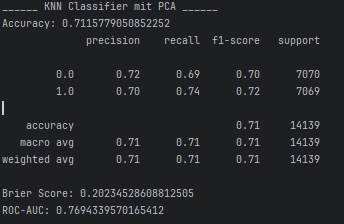 ______ KNN Classifier mit PCA ______
Accuracy: 0.7115779050852252
precision recall f1-score support
0.0 0.72 0.69 0.70 7070
1.0 0.70 0.74 0.72 7069
accuracy 0.71 14139
macro avg 0.71 0.71 0.71 14139
weighted avg 0.71 0.71 0.71 14139
Brier Score: 0.20234528608812505
ROC-AUC: 0.7694339570165412